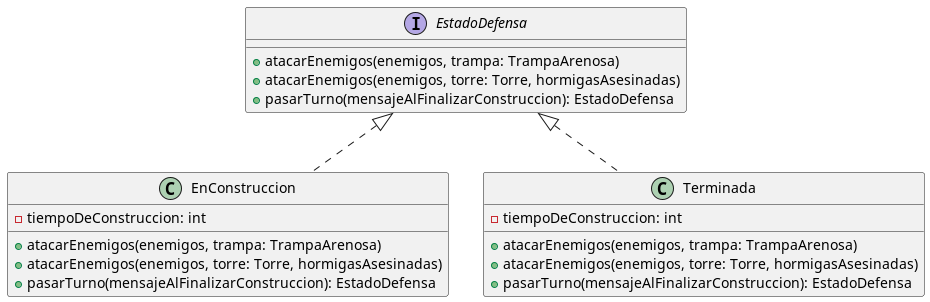 I EstadoDefensa
atacarEnemigos(enemigos, trampa: TrampaArenosa)
atacarEnemigos(enemigos, torre: Torre, hormigasAsesinadas)
pasarTurno(mensajeAlFinalizarConstruccion): EstadoDefensa
C EnConstruccion
tiempoDeConstruccion: int
atacarEnemigos(enemigos, trampa: TrampaArenosa)
atacarEnemigos(enemigos, torre: Torre, hormigasAsesinadas)
pasarTurno(mensajeAlFinalizarConstruccion): EstadoDefensa
C Terminada
tiempoDeConstruccion: int
atacarEnemigos(enemigos, trampa: TrampaArenosa)
atacarEnemigos(enemigos, torre: Torre, hormigasAsesinadas)
pasarTurno(mensajeAlFinalizarConstruccion): EstadoDefensa